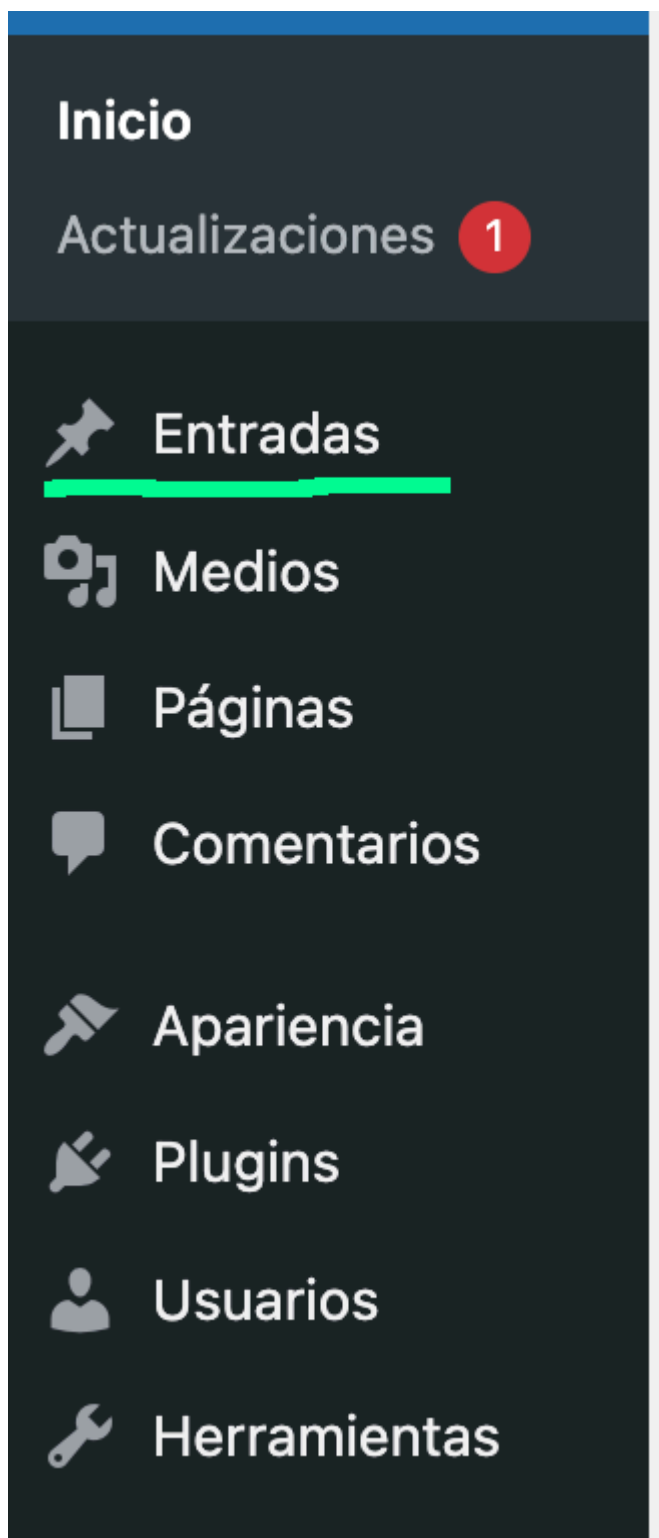 Inicio
Actualizaciones 1
Entradas
Medios
Páginas
Comentarios
Apariencia
Plugins
Usuarios
Herramientas